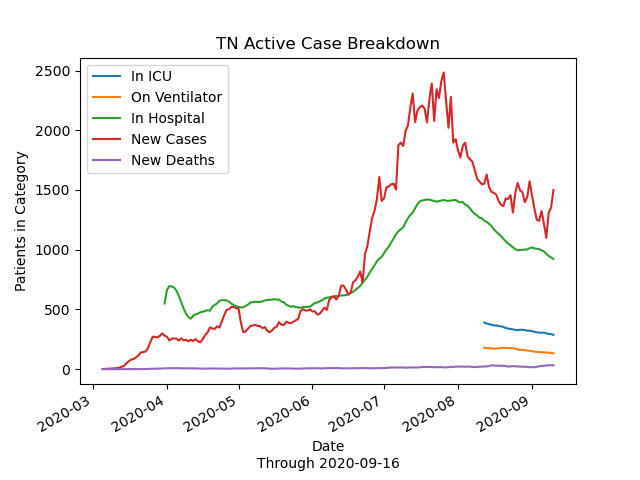 TN Active Case Breakdown
In ICU
On Ventilator
In Hospital
New Cases
New Deaths
Patients in Category
2500
2000
1500
1000
500
0
2020-03
2020-04
2020-05
2020-06
2020-07
2020-08
2020-09
Date
Through 2020-09-16